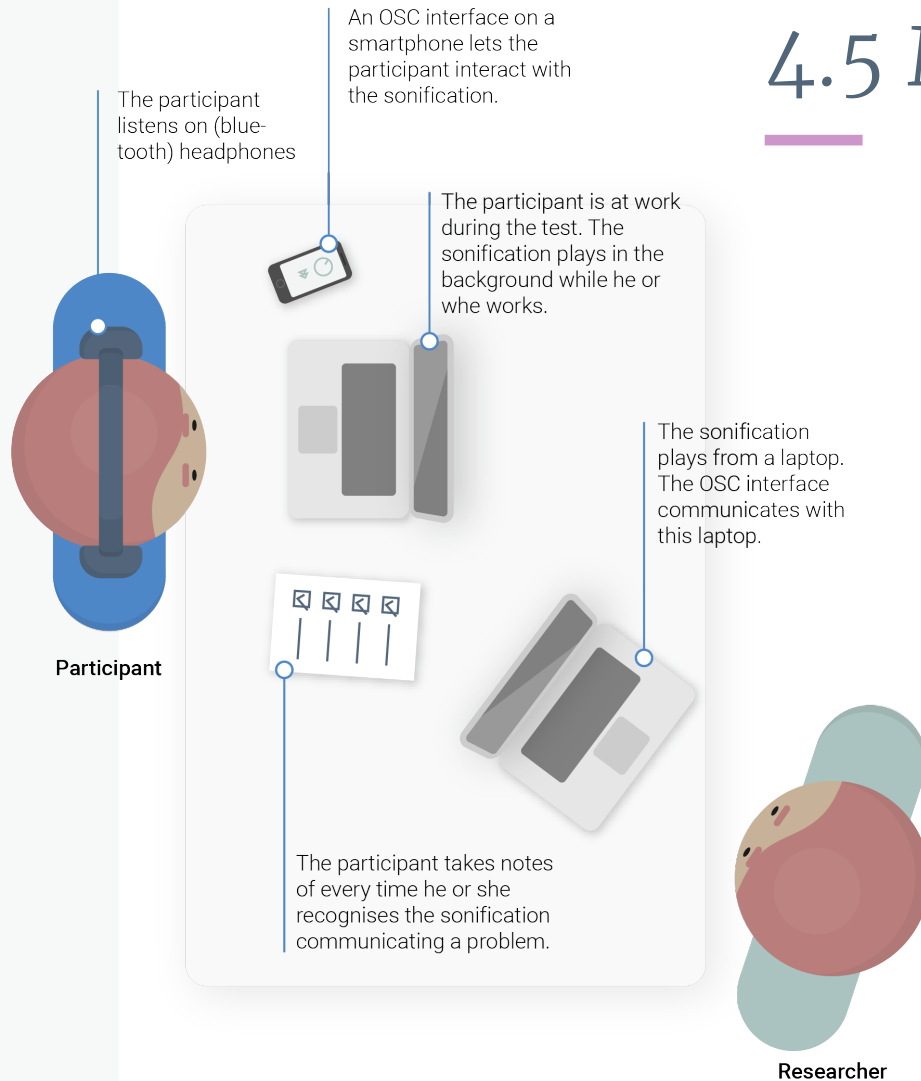 An OSC interface on a
smartphone lets the
participant interact with
the sonification.
4.5
The participant
listens on (blue-
tooth) headphones
The participant is at work
during the test. The
sonification plays in the
background while he or
whe works.
The sonification
plays from a laptop.
The OSC interface
communicates with
this laptop.
Participant
The participant takes notes
of every time he or she
recognises the sonification
communicating a problem.
Researcher